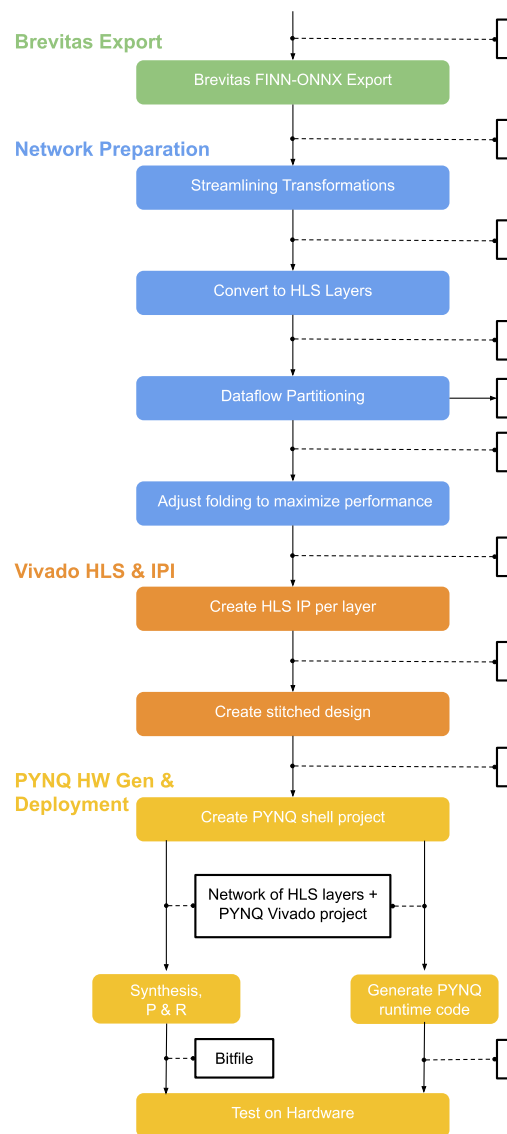 Brevitas Export
Brevitas FINN-ONNX Export
Network Preparation
Streamlining Transformations
Convert to HLS Layers
Dataflow Partitioning
Adjust folding to maximize performance
Vivado HLS & IPI
Create HLS IP per layer
Create stitched design
PYNQ HW Gen &
Deployment
Create PYNQ shell project
Network of HLS layers +
PYNQ Vivado project
Synthesis,
P & R
Generate PYNQ
runtime code
Bitfile
Test on Hardware